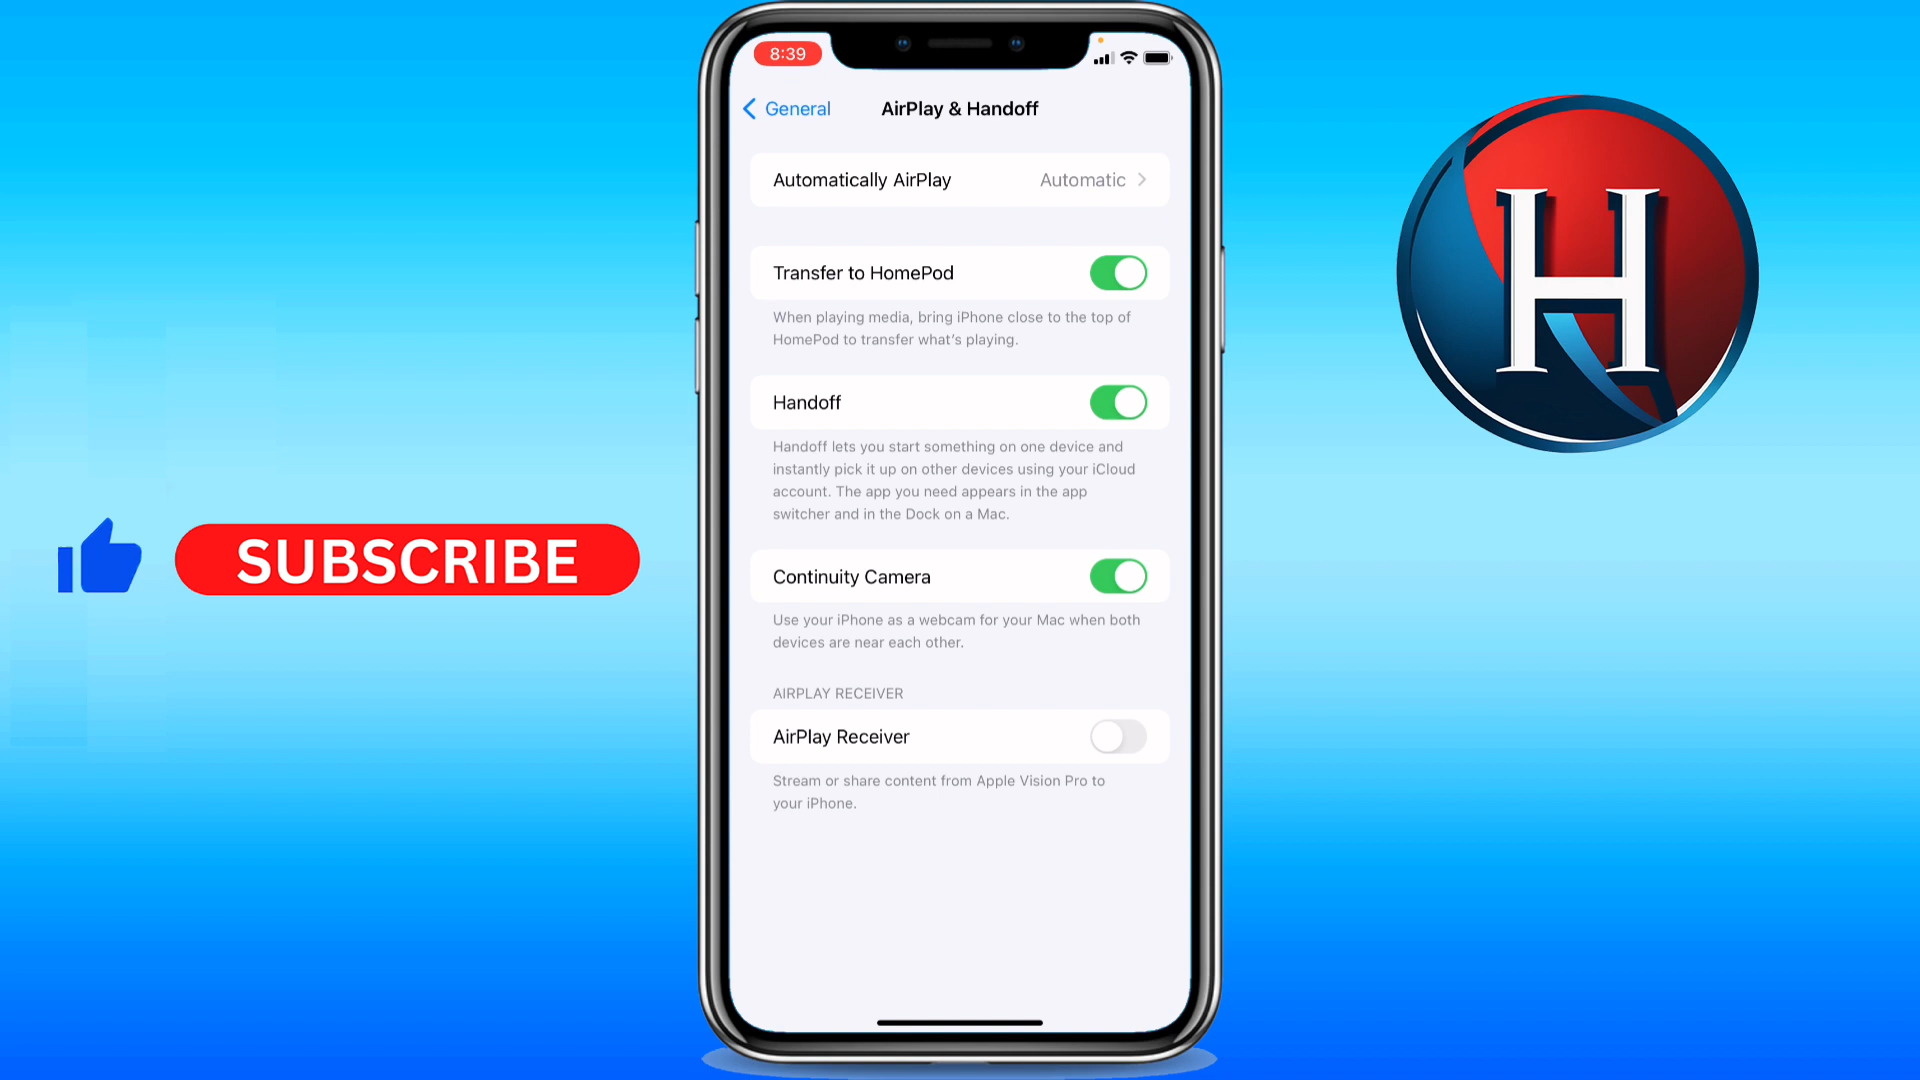 8:39
General
AirPlay & Handoff
Automatically AirPlay
Automatic
Transfer to HomePod
When playing media, bring iPhone close to the top of
HomePod to transfer what's playing.
Handoff
Handoff lets you start something on one device and
instantly pick it up on other devices using your iCloud
account. The app you need appears in the app
switcher and in the Dock on a Mac.
Continuity Camera
Use your iPhone as a webcam for your Mac when both
devices are near each other.
AIRPLAY RECEIVER
AirPlay Receiver
Stream or share content from Apple Vision Pro to
your iPhone.
SUBSCRIBE
H